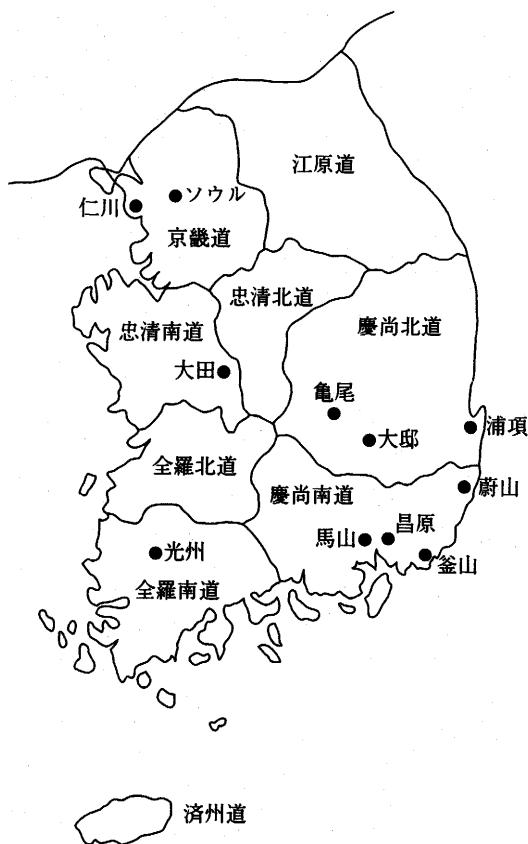 江原道
仁川
ソウル
京畿道
忠清北道
忠清南道
慶尚北道
大田
亀尾
浦項
大邸
全羅北道
慶尚南道
蔚山
馬山
昌原
釜山
光州
全羅南道
済州道